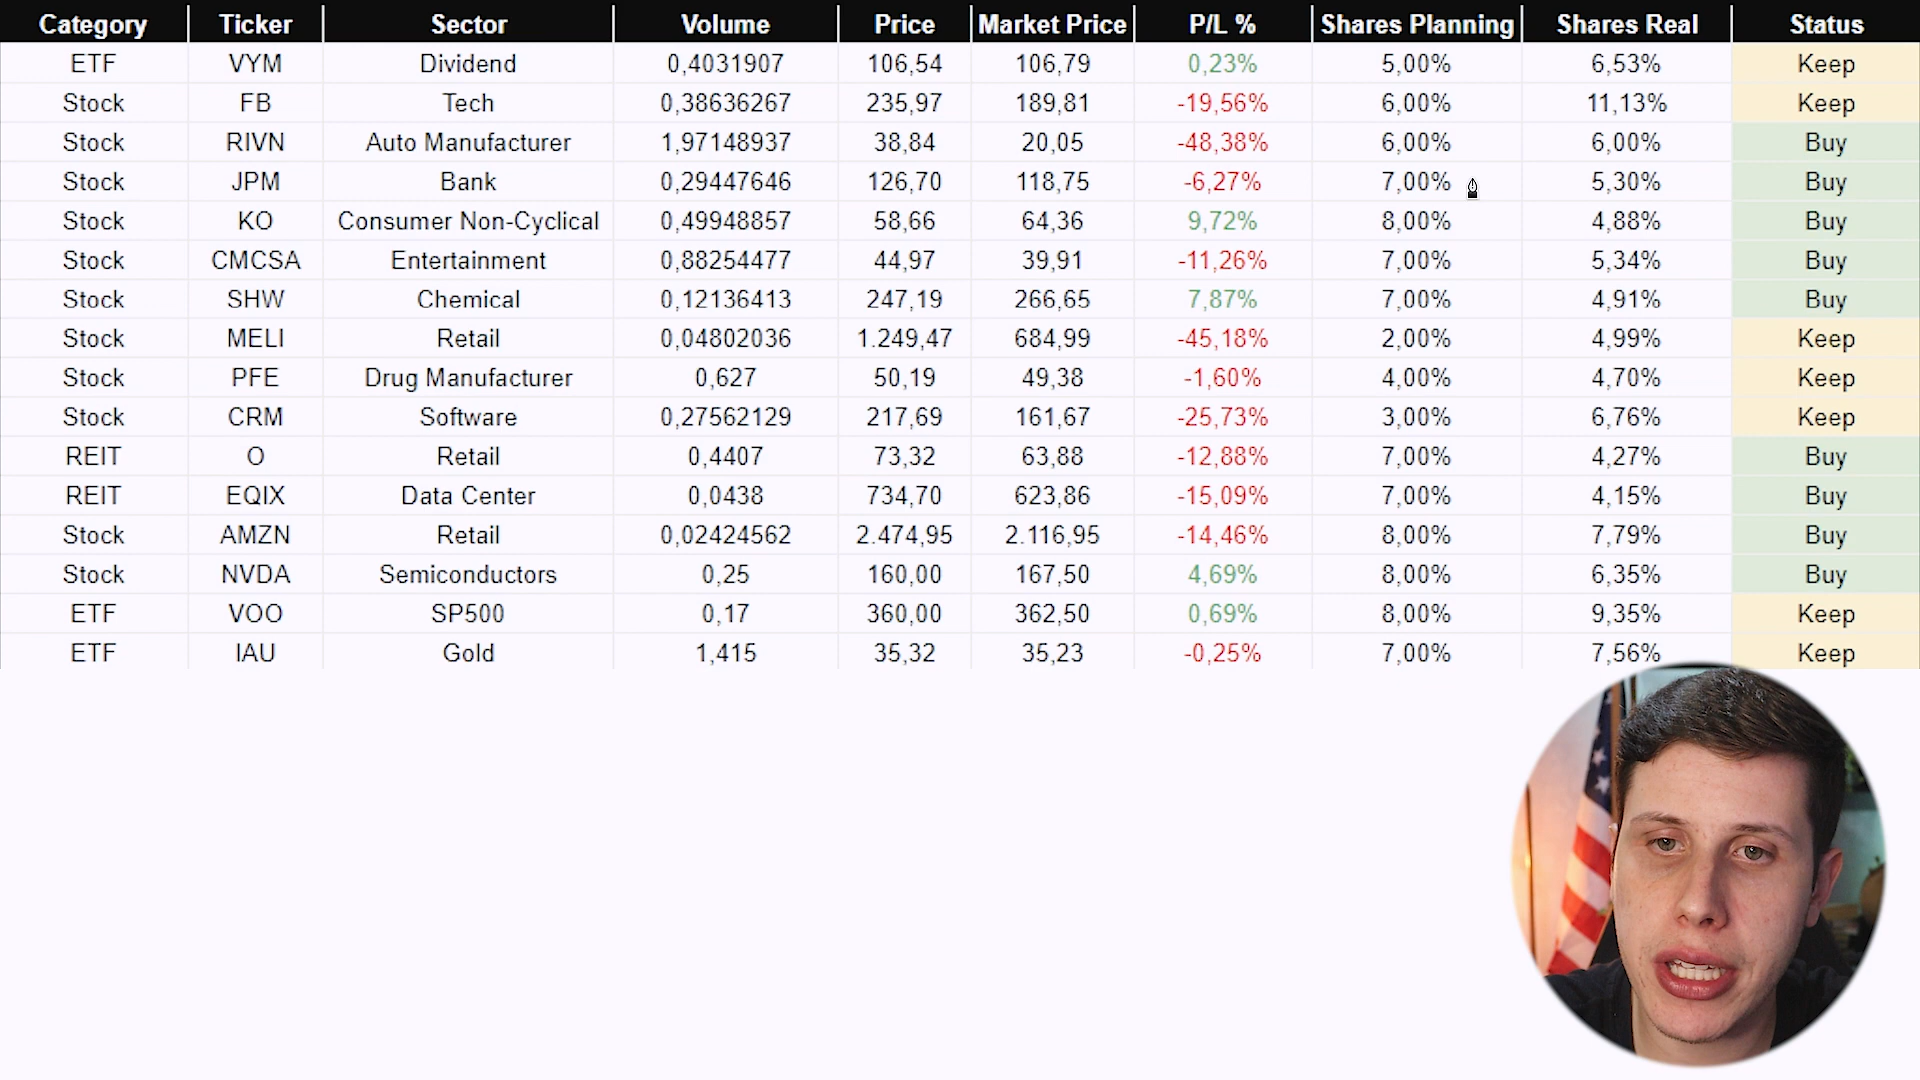 Category Ticker Sector Volume Price Market Price P/L % Shares Planning Shares Real Status
ETF VYM Dividend 0,4031907 106,54 106,79 0,23% 5,00% 6,53% Keep
Stock FB Tech 0,38636267 235,97 189,81 -19,56% 6,00% 11,13% Keep
Stock RIVN Auto Manufacturer 1,97148937 38,84 20,05 -48,38% 6,00% 6,00% Buy
Stock JPM Bank 0,29447646 126,70 118,75 -6,27% 7,00% 5,30% Buy
Stock KO Consumer Non-Cyclical 0,49948857 58,66 64,36 9,72% 8,00% 4,88% Buy
Stock CMCSA Entertainment 0,88254477 44,97 39,91 -11,26% 7,00% 5,34% Buy
Stock SHW Chemical 0,12136413 247,19 266,65 7,87% 7,00% 4,91% Buy
Stock MELI Retail 0,04802036 1.249,47 684,99 -45,18% 2,00% 4,99% Keep
Stock PFE Drug Manufacturer 0,627 50,19 49,38 -1,60% 4,00% 4,70% Keep
Stock CRM Software 0,27562129 217,69 161,67 -25,73% 3,00% 6,76% Keep
REIT O Retail 0,4407 73,32 63,88 -12,88% 7,00% 4,27% Buy
REIT EQIX Data Center 0,0438 734,70 623,86 -15,09% 7,00% 4,15% Buy
Stock AMZN Retail 0,02424562 2.474,95 2.116,95 -14,46% 8,00% 7,79% Buy
Stock NVDA Semiconductors 0,25 160,00 167,50 4,69% 8,00% 6,35% Buy
ETF VOO SP500 0,17 360,00 362,50 0,69% 8,00% 9,35% Keep
ETF IAU Gold 1,415 35,32 35,23 -0,25% 7,00% 7,56% Keep